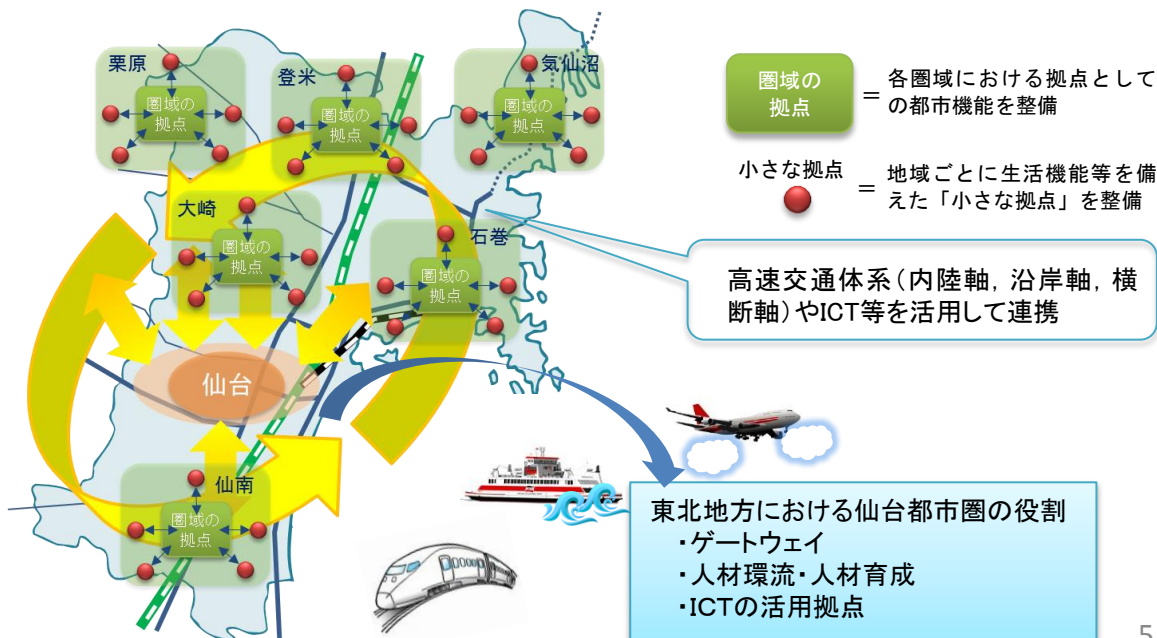 栗原
圏域の
拠点
登米
圏域の
拠点
気仙沼
圏域の
拠点
大崎
圏域の
拠点
石巻
圏域の
拠点
仙台
仙南
圏域の
拠点
圏域の
拠点
=
各圏域における拠点として
の都市機能を整備
小さな拠点
=
地域ごとに生活機能等を備
えた「小さな拠点」を整備
高速交通体系(内陸軸,沿岸軸,横
断軸)やICT等を活用して連携
東北地方における仙台都市圏の役割
・ゲートウェイ
・人材環流・人材育成
・ICTの活用拠点
5